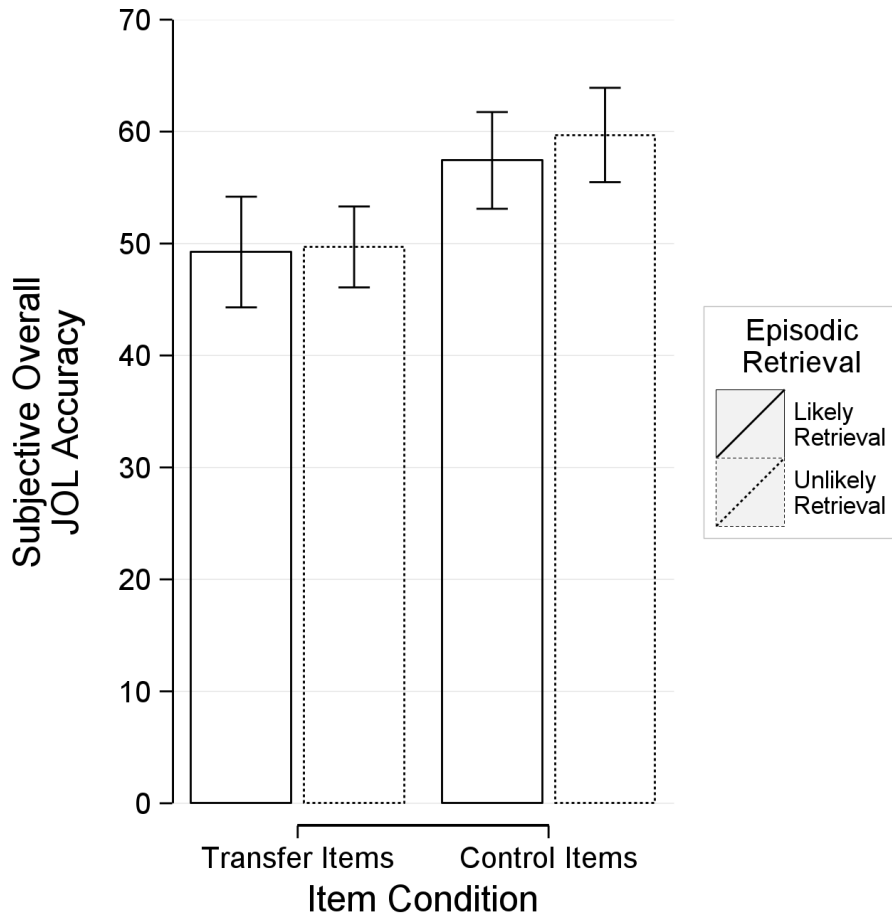 70
60
50
40
30
20
10
0
Subjective Overall
JOL Accuracy
Transfer Items
Control Items
Item Condition
Episodic
Retrieval
Likely
Retrieval
Unlikely
Retrieval